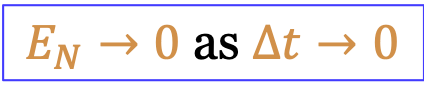 E_N → 0 as Δt → 0